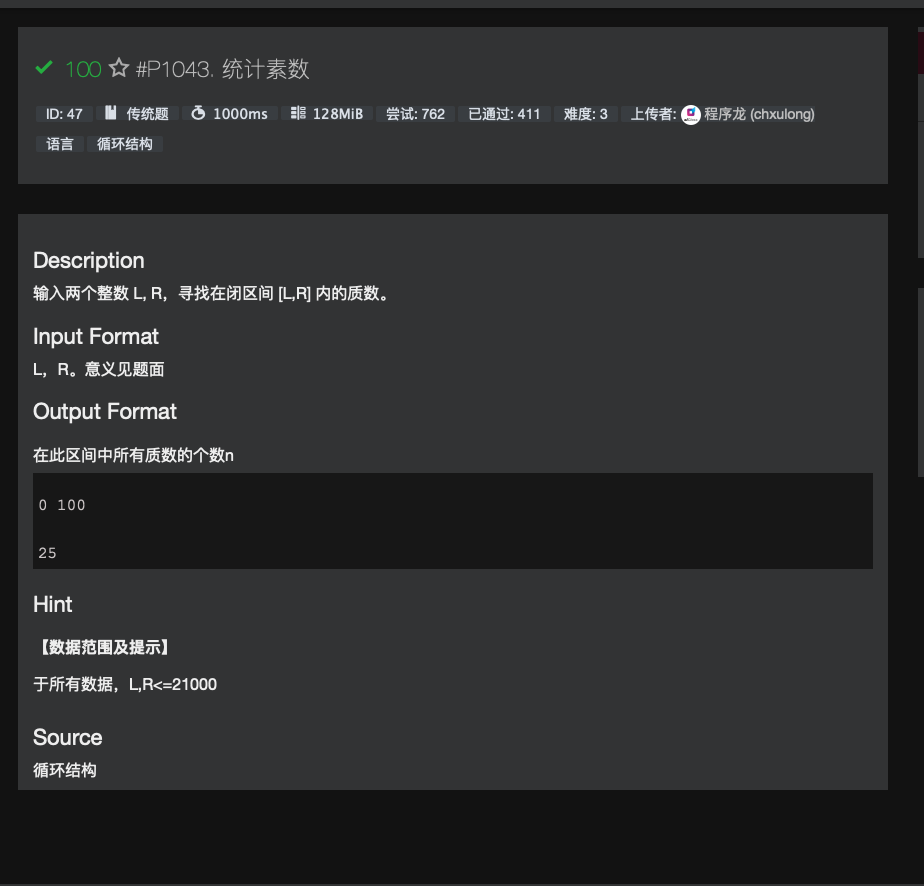 100 #P1043. 统计素数
ID: 47 传统题 1000ms 128MiB 尝试: 762 已通过: 411 难度: 3 上传者: 程序龙 (chxulong)
语言 循环结构
Description
输入两个整数 L, R，寻找在闭区间 [L,R] 内的质数。
Input Format
L，R。意义见题面
Output Format
在此区间中所有质数的个数n
0 100
25
Hint
【数据范围及提示】
于所有数据，L,R<=21000
Source
循环结构